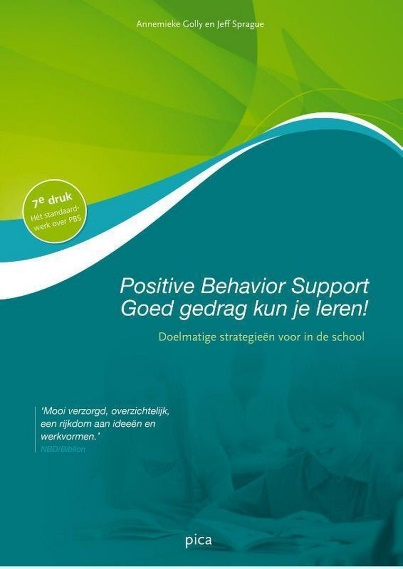 Annemieke Golly en Jeff Sprague
7e druk
Hét standaard-
werk over PBS
Positive Behavior Support
Goed gedrag kun je leren!
Doelmatige strategieën voor in de school
‘Mooi verzorgd, overzichtelijk,
een rijkdom aan ideeën en
werkvormen.’
NBD/Biblion
pica